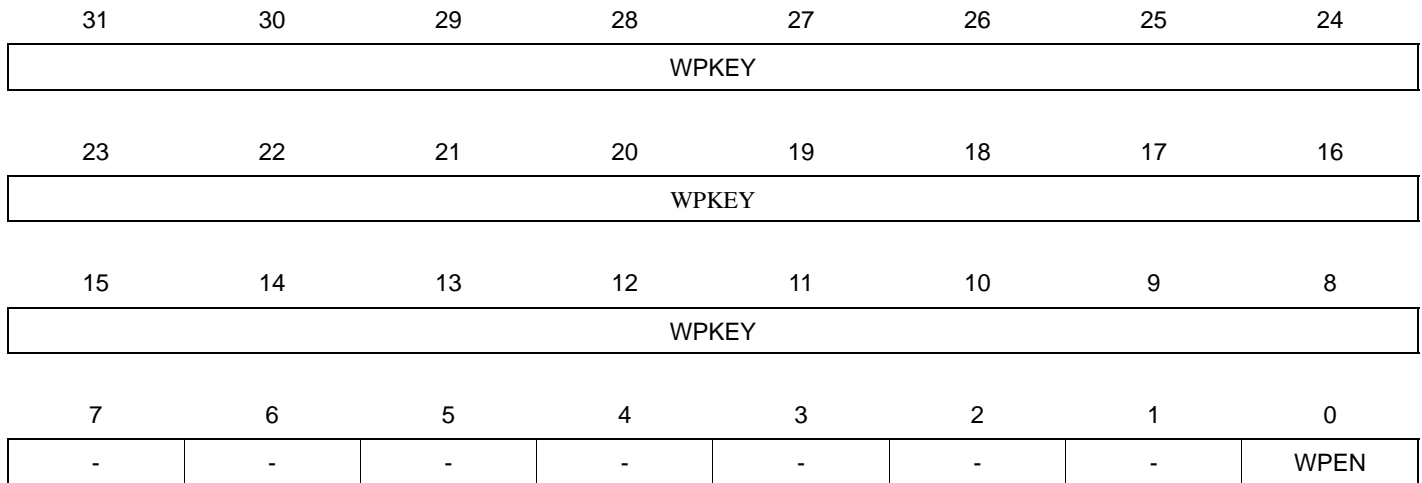 31 30 29 28 27 26 25 24
WPKEY
23 22 21 20 19 18 17 16
WPKEY
15 14 13 12 11 10 9 8
WPKEY
7 6 5 4 3 2 1 0
- - - - - - - WPEN